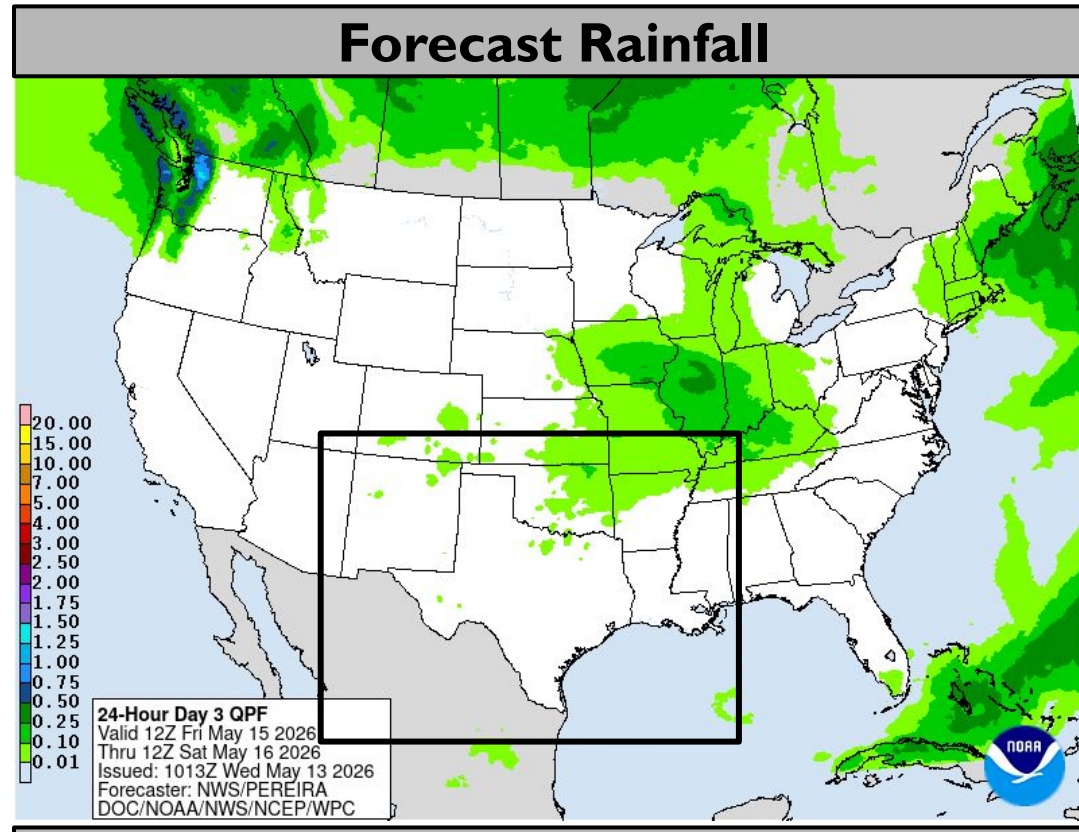 Forecast Rainfall
20.00
15.00
10.00
7.00
5.00
4.00
3.00
2.50
2.00
1.75
1.50
1.25
1.00
0.75
0.50
0.25
0.10
0.01
24-Hour Day 3 QPF
Valid 12Z Fri May 15 2026
Thru 12Z Sat May 16 2026
Issued: 1013Z Wed May 13 2026
Forecaster: NWS/PEREIRA
DOC/NOAA/NWS/NCEP/WPC
NOAA